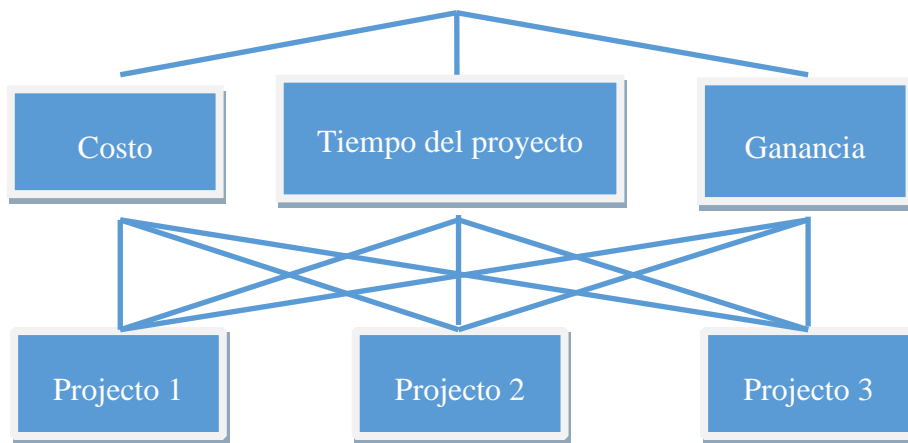 Costo
Tiempo del proyecto
Ganancia
Projecto 1
Projecto 2
Projecto 3